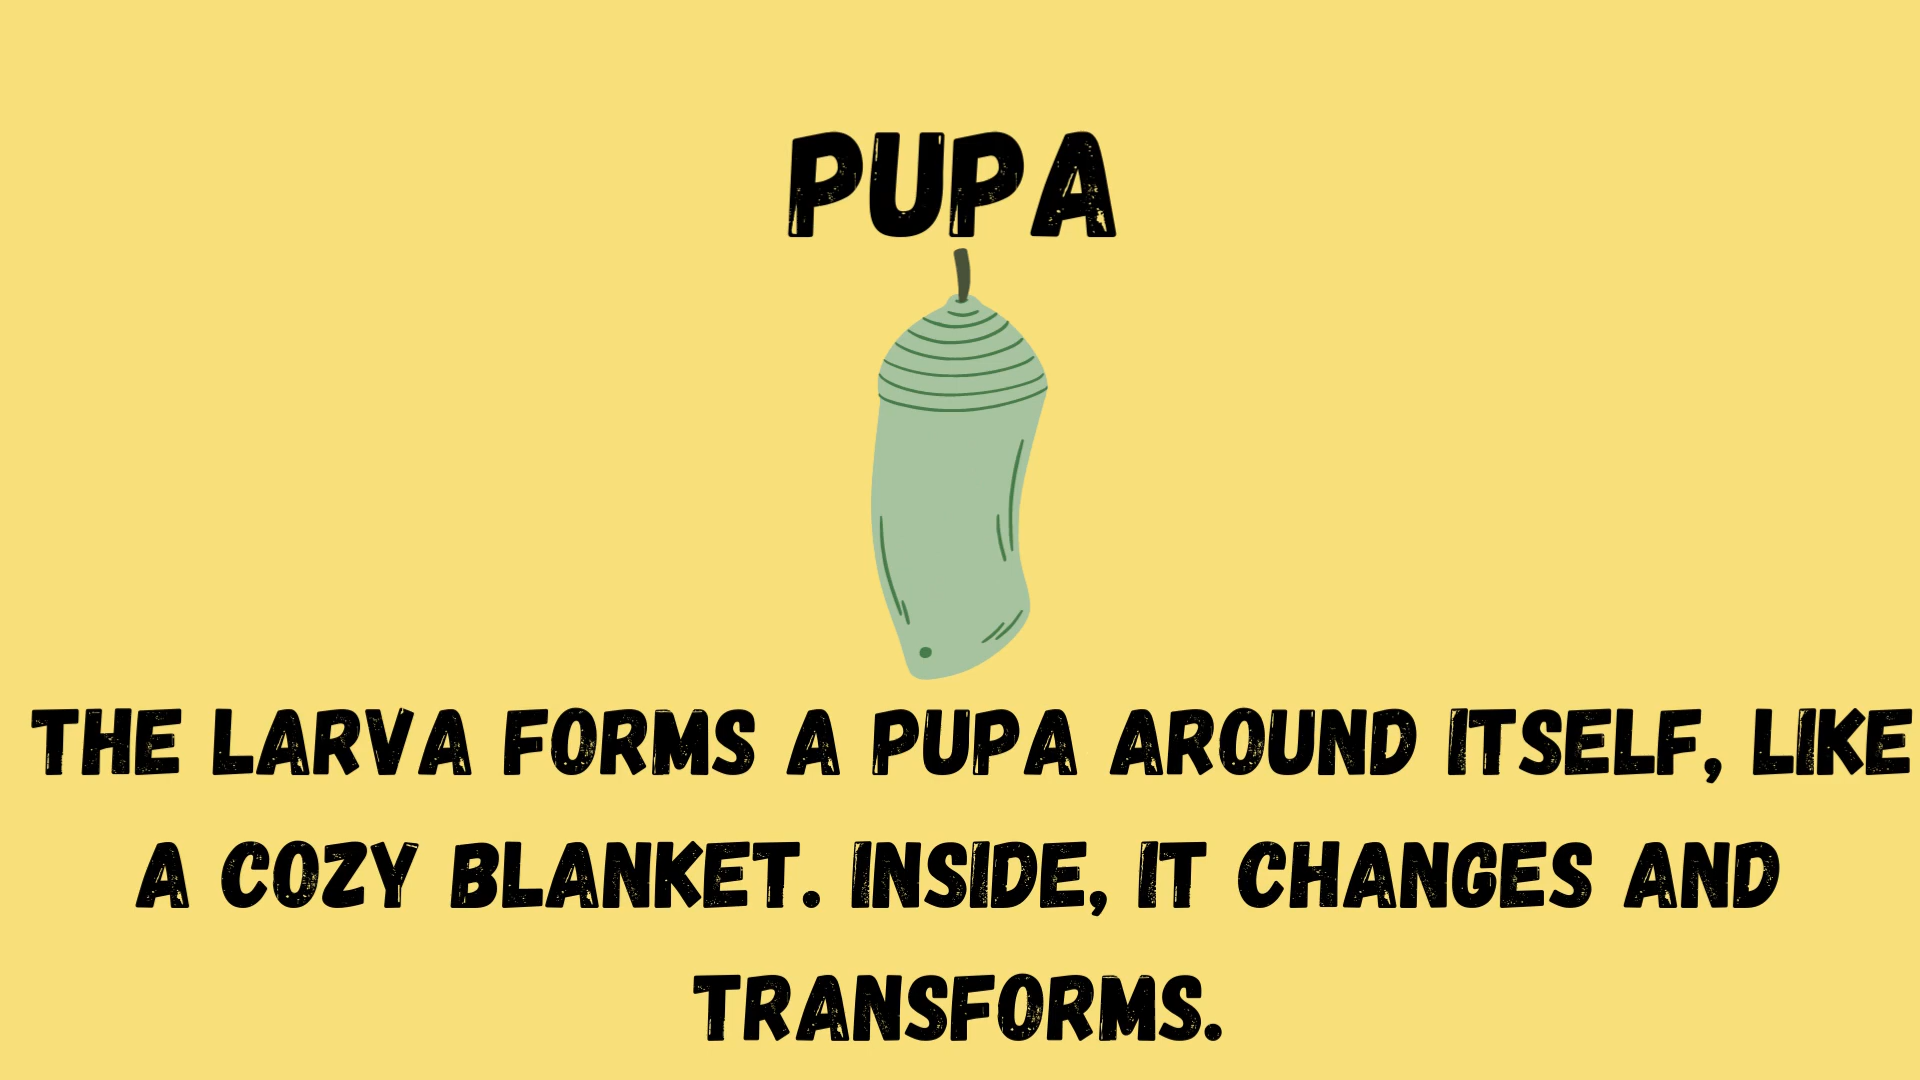 PUPA
THE LARVA FORMS A PUPA AROUND ITSELF, LIKE
A COZY BLANKET. INSIDE, IT CHANGES AND
TRANSFORMS.